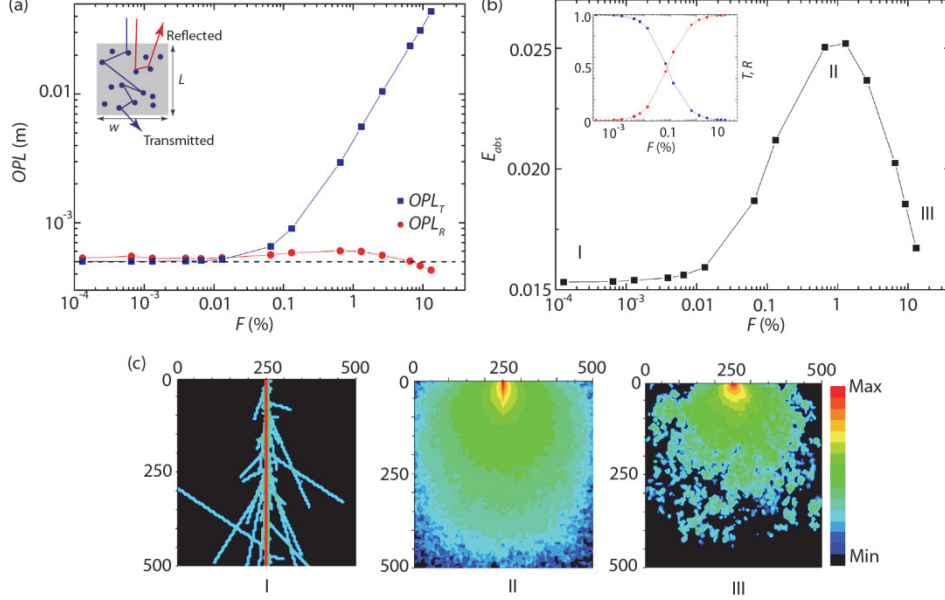 (a)
0.01
10⁻³
OPL (m)
Reflected
L
w
Transmitted
OPL_T
OPL_R
10⁻⁴ 10⁻³ 0.01 0.1 1 10
F (%)
(b)
0.025
0.020
0.015
E_abs
1.0
0.5
0
T, R
10⁻³ 0.1 10
F (%)
I
II
III
10⁻⁴ 10⁻³ 0.01 0.1 1 10
F (%)
(c)
0 250 500
0
250
500
I
0 250 500
0
250
500
II
0 250 500
0
250
500
III
Max
Min